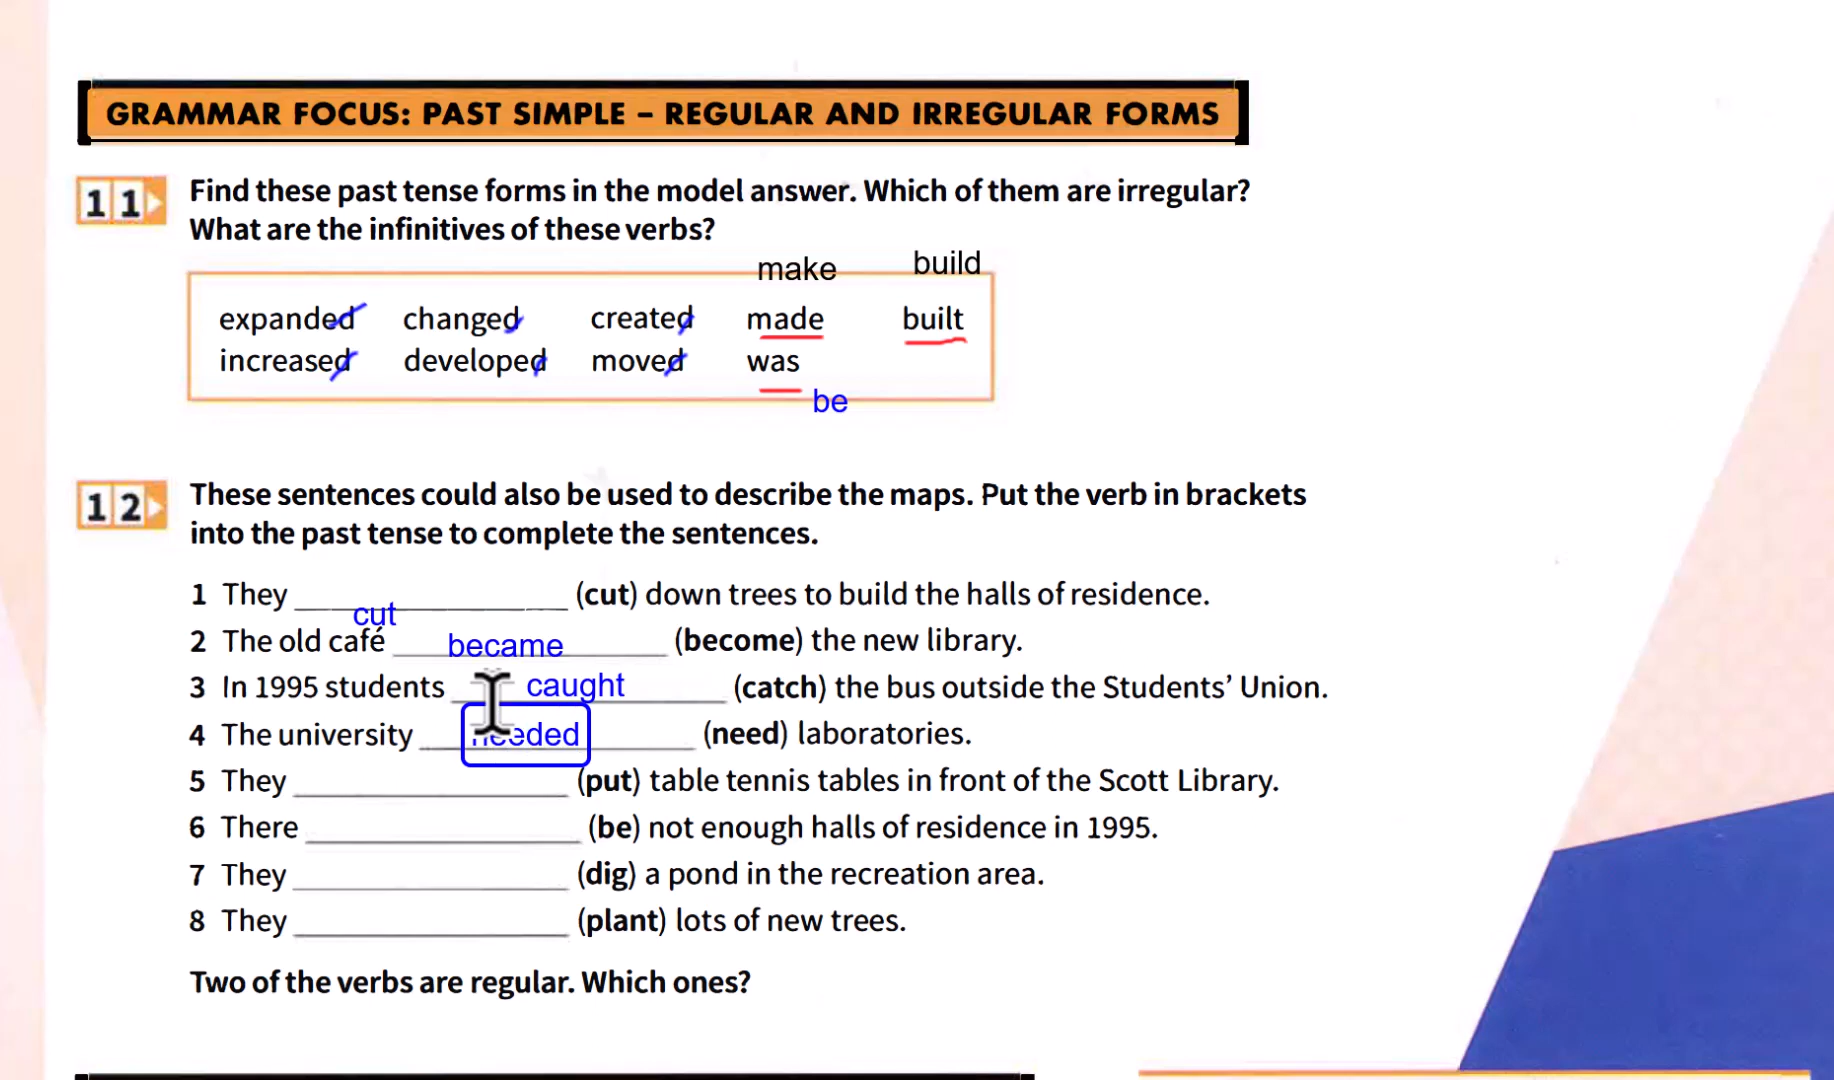 GRAMMAR FOCUS: PAST SIMPLE – REGULAR AND IRREGULAR FORMS
11 Find these past tense forms in the model answer. Which of them are irregular?
What are the infinitives of these verbs?
make build
expanded changed created made built
increased developed moved was
be
12 These sentences could also be used to describe the maps. Put the verb in brackets
into the past tense to complete the sentences.
1 They cut (cut) down trees to build the halls of residence.
2 The old café became (become) the new library.
3 In 1995 students caught (catch) the bus outside the Students’ Union.
4 The university needed (need) laboratories.
5 They (put) table tennis tables in front of the Scott Library.
6 There (be) not enough halls of residence in 1995.
7 They (dig) a pond in the recreation area.
8 They (plant) lots of new trees.
Two of the verbs are regular. Which ones?